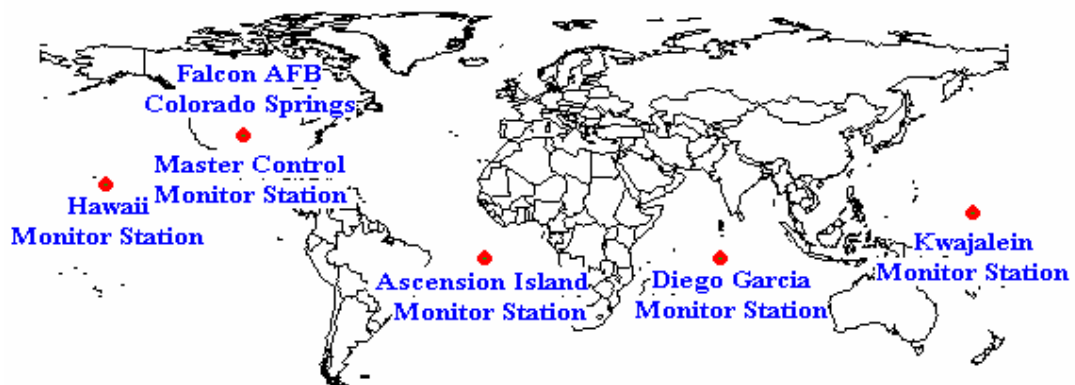 Falcon AFB
Colorado Springs
Master Control
Monitor Station
Hawaii
Monitor Station
Ascension Island
Monitor Station
Diego Garcia
Monitor Station
Kwajalein
Monitor Station